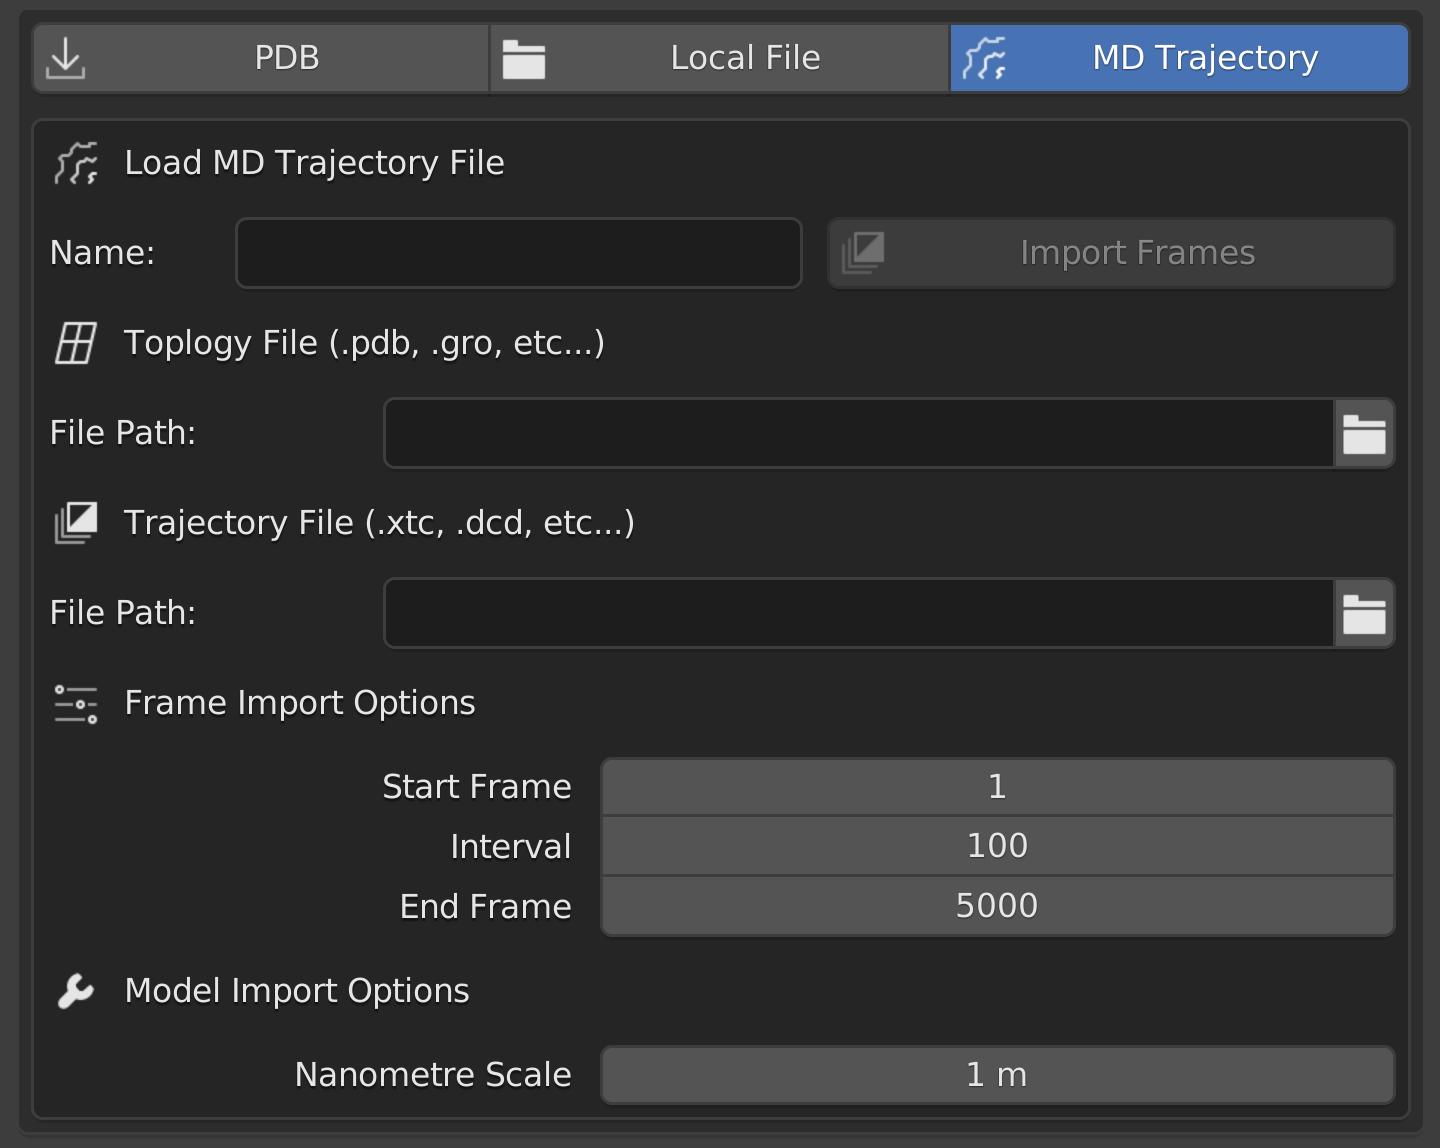 PDB Local File MD Trajectory
Load MD Trajectory File
Name: Import Frames
Toplogy File (.pdb, .gro, etc...)
File Path:
Trajectory File (.xtc, .dcd, etc...)
File Path:
Frame Import Options
Start Frame 1
Interval 100
End Frame 5000
Model Import Options
Nanometre Scale 1 m